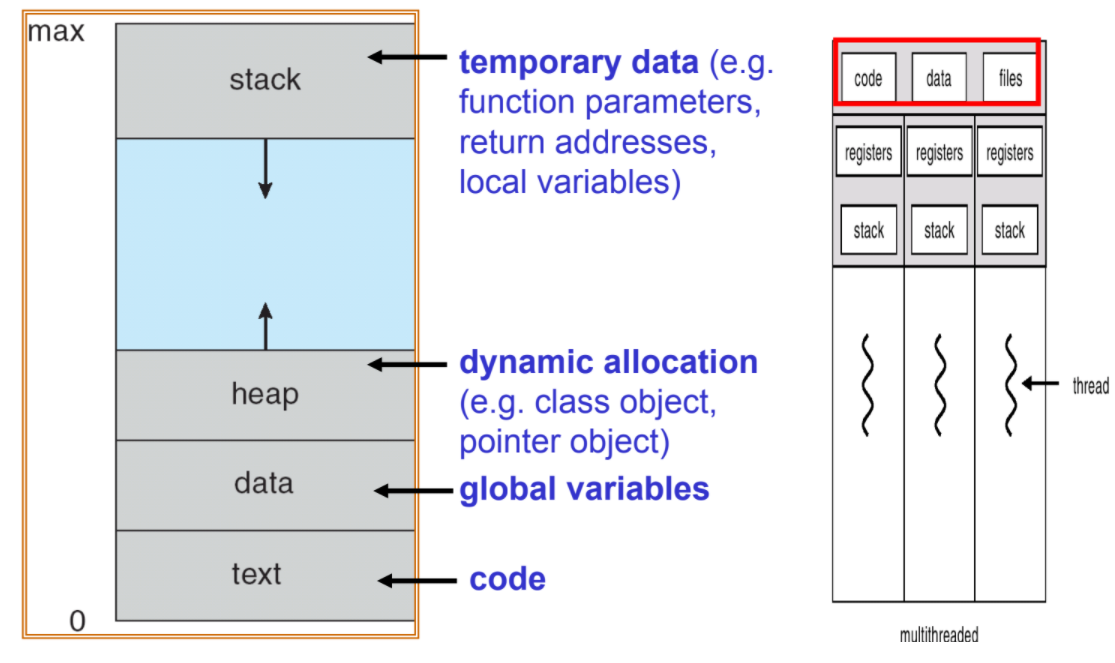 max
stack
temporary data (e.g.
function parameters,
return addresses,
local variables)
heap
dynamic allocation
(e.g. class object,
pointer object)
data
global variables
text
code
0
code data files
registers registers registers
stack stack stack
thread
multithreaded